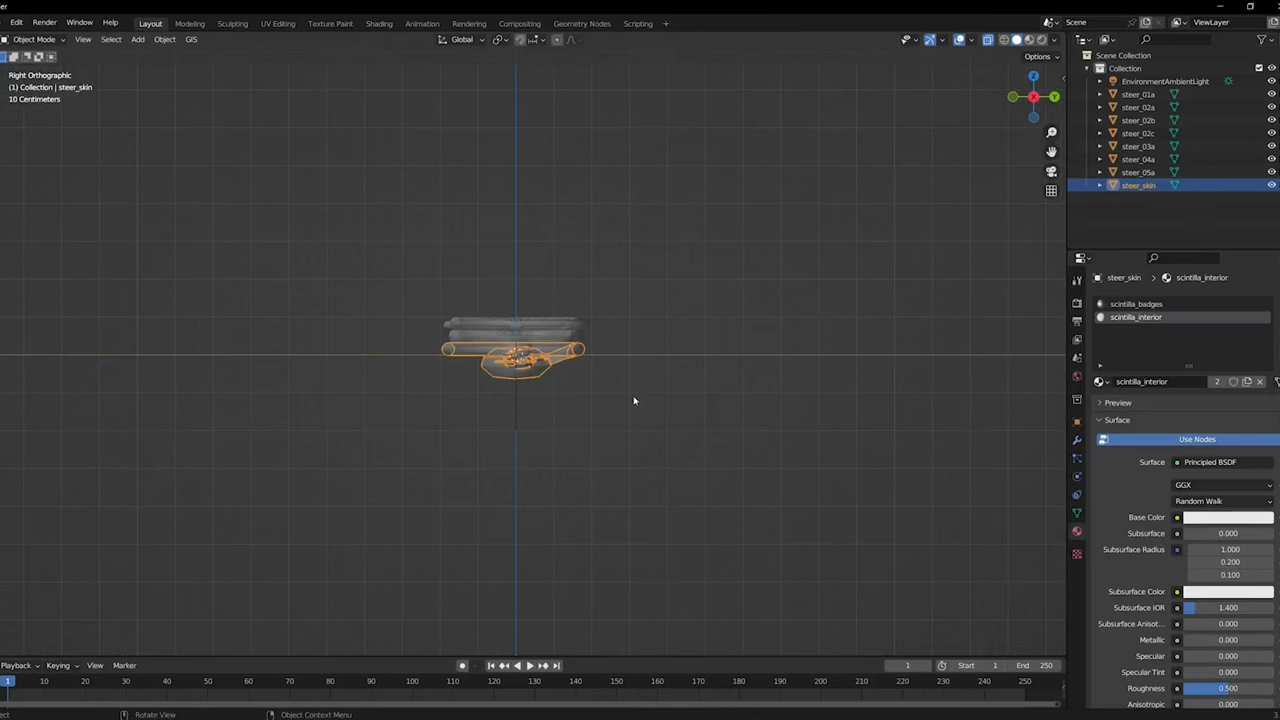 er
Edit Render Window Help Layout Modeling Sculpting UV Editing Texture Paint Shading Animation Rendering Compositing Geometry Nodes Scripting + Scene ViewLayer
Object Mode View Select Add Object GIS Global
Options
Right Orthographic
(1) Collection | steer_skin
10 Centimeters
Z
X
Y
Scene Collection
Collection
EnvironmentAmbientLight
steer_01a
steer_02a
steer_02b
steer_02c
steer_03a
steer_04a
steer_05a
steer_skin
steer_skin > scintilla_interior
scintilla_badges
scintilla_interior
scintilla_interior 2
Preview
Surface
Use Nodes
Surface Principled BSDF
GGX
Random Walk
Base Color
Subsurface 0.000
Subsurface Radius 1.000
0.200
0.100
Subsurface Color
Subsurface IOR 1.400
Subsurface Anisot... 0.000
Metallic 0.000
Specular 0.000
Specular Tint 0.000
Roughness 0.500
Anisotropic 0.000
Playback Keying View Marker 1 Start 1 End 250
1 10 20 30 40 50 60 70 80 90 100 110 120 130 140 150 160 170 180 190 200 210 220 230 240 250
ect Rotate View Object Context Menu